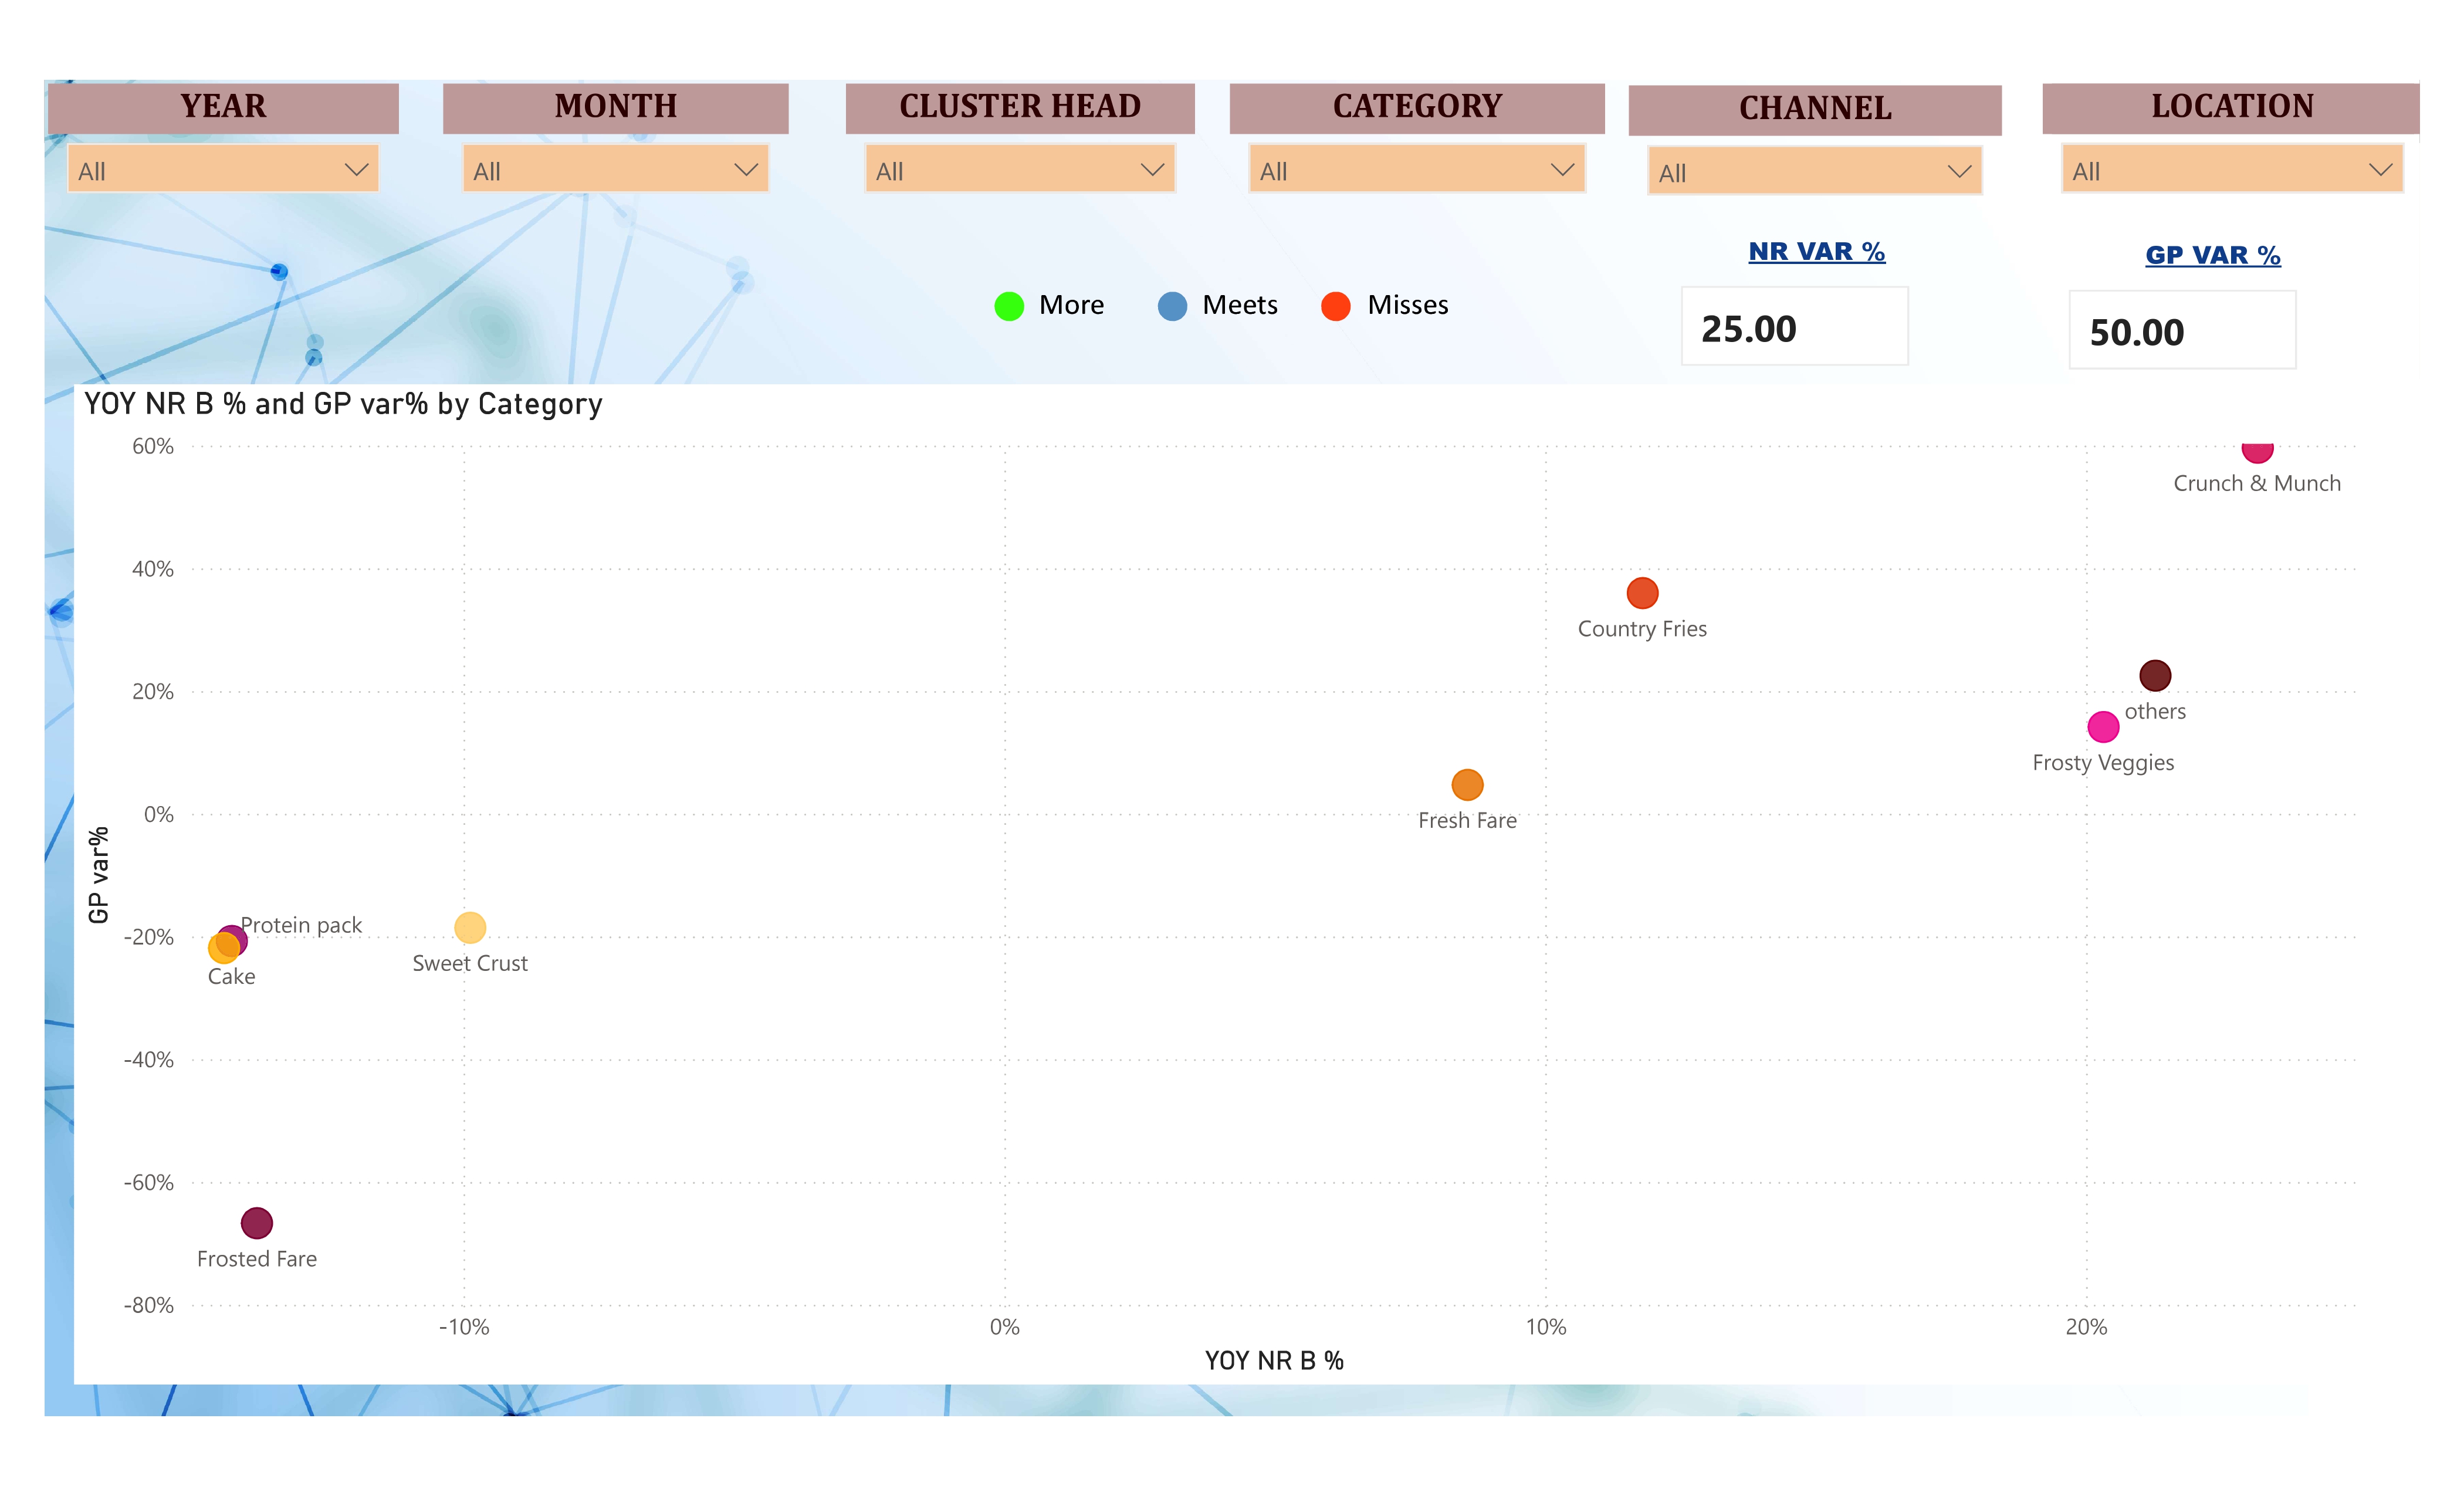 YEAR
MONTH
CLUSTER HEAD
CATEGORY
CHANNEL
LOCATION
All
All
All
All
All
All
NR VAR %
GP VAR %
More
Meets
Misses
25.00
50.00
YOY NR B % and GP var% by Category
60%
Crunch & Munch
40%
Country Fries
20%
others
Frosty Veggies
0%
Fresh Fare
GP var%
Protein pack
-20%
Sweet Crust
Cake
-40%
-60%
Frosted Fare
-80%
-10%
0%
10%
20%
YOY NR B %